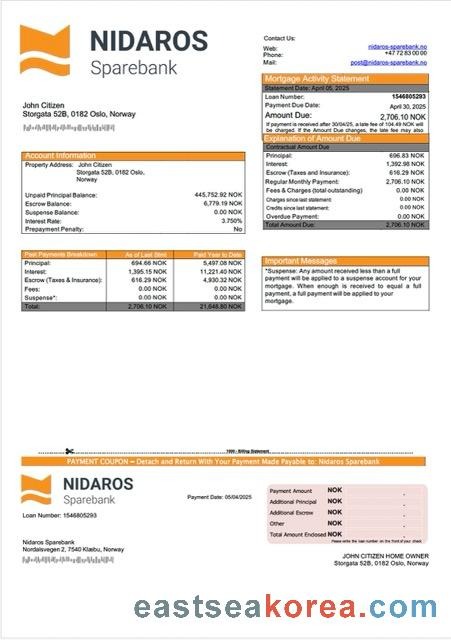 NIDAROS
Sparebank
Contact Us:
Web: nidaros-sparebank.no
Phone: +47 72 83 00 00
Mail: post@nidaros-sparebank.no
John Citizen
Storgata 52B, 0182 Oslo, Norway
Mortgage Activity Statement
Statement Date: April 05, 2025
Loan Number: 1546805293
Payment Due Date: April 30, 2025
Amount Due: 2,706.10 NOK
If payment is received after 30/04/25, a late fee of 104.49 NOK will
be charged. If the Amount Due changes, the late fee may also
Explanation of Amount Due
Contractual Amount Due
Principal: 696.83 NOK
Interest: 1,392.98 NOK
Escrow (Taxes and Insurance): 616.29 NOK
Regular Monthly Payment: 2,706.10 NOK
Fees & Charges (total outstanding) 0.00 NOK
Charges since last statement: 0.00 NOK
Credits since last statement: 0.00 NOK
Overdue Payment: 0.00 NOK
Total Amount Due: 2,706.10 NOK
Account Information
Property Address: John Citizen
Storgata 52B, 0182 Oslo,
Norway
Unpaid Principal Balance: 445,752.92 NOK
Escrow Balance: 6,779.19 NOK
Suspense Balance: 0.00 NOK
Interest Rate: 3.750%
Prepayment Penalty: No
Past Payments Breakdown As of Last Stmt Paid Year to Date
Principal: 694.66 NOK 5,497.08 NOK
Interest: 1,395.15 NOK 11,221.40 NOK
Escrow (Taxes & Insurance): 616.29 NOK 4,930.32 NOK
Fees: 0.00 NOK 0.00 NOK
Suspense*: 0.00 NOK 0.00 NOK
Total: 2,706.10 NOK 21,648.80 NOK
Important Messages
*Suspense: Any amount received less than a full
payment will be applied to a suspense account for your
mortgage. When enough is received to equal a full
payment, a full payment will be applied to your
mortgage.
1000 - Billing Statement
PAYMENT COUPON – Detach and Return With Your Payment Made Payable to: Nidaros Sparebank
NIDAROS
Sparebank
Loan Number: 1546805293
Payment Date: 05/04/2025
Payment Amount NOK .
Additional Principal NOK .
Additional Escrow NOK .
Other NOK .
Total Amount Endosed NOK .
Please write the loan number on the front of your check
Nidaros Sparebank
Nordalsvegen 2, 7540 Klæbu, Norway
JOHN CITIZEN HOME OWNER
Storgata 52B, 0182 Oslo, Norway
eastseakorea.com